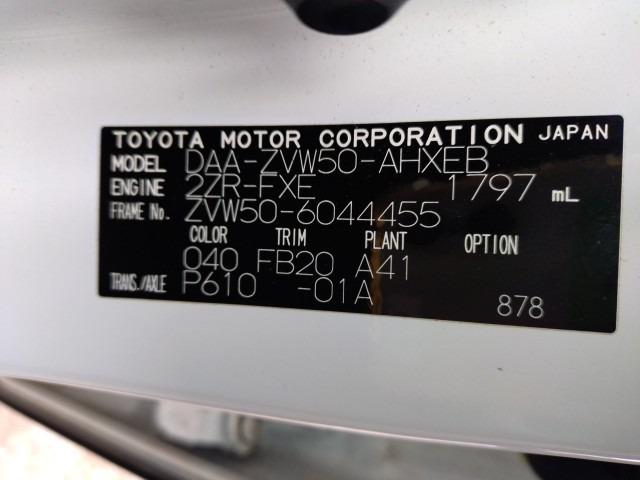 TOYOTA MOTOR CORPORATION JAPAN
MODEL DAA-ZVW50-AHXEB
ENGINE 2ZR-FXE 1797 mL
FRAME No. ZVW50-6044455
COLOR TRIM PLANT OPTION
040 FB20 A41
TRANS./AXLE P610 -01A
878